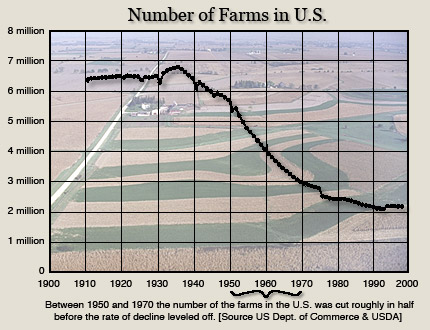 Number of Farms in U.S.
8 million
7 million
6 million
5 million
4 million
3 million
2 million
1 million
0
1900 1910 1920 1930 1940 1950 1960 1970 1980 1990 2000
Between 1950 and 1970 the number of the farms in the U.S. was cut roughly in half
before the rate of decline leveled off. [Source US Dept. of Commerce & USDA]